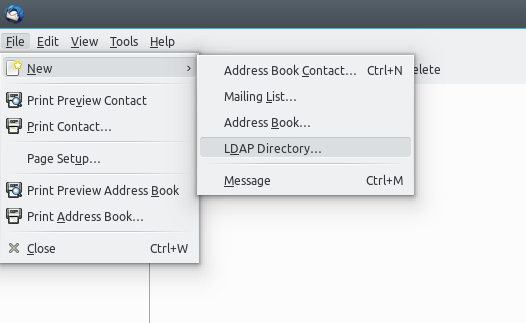 File Edit View Tools Help
New
Address Book Contact... Ctrl+N
elete
Mailing List...
Print Preview Contact
Address Book...
Print Contact...
LDAP Directory...
Page Setup...
Message Ctrl+M
Print Preview Address Book
Print Address Book...
Close Ctrl+W